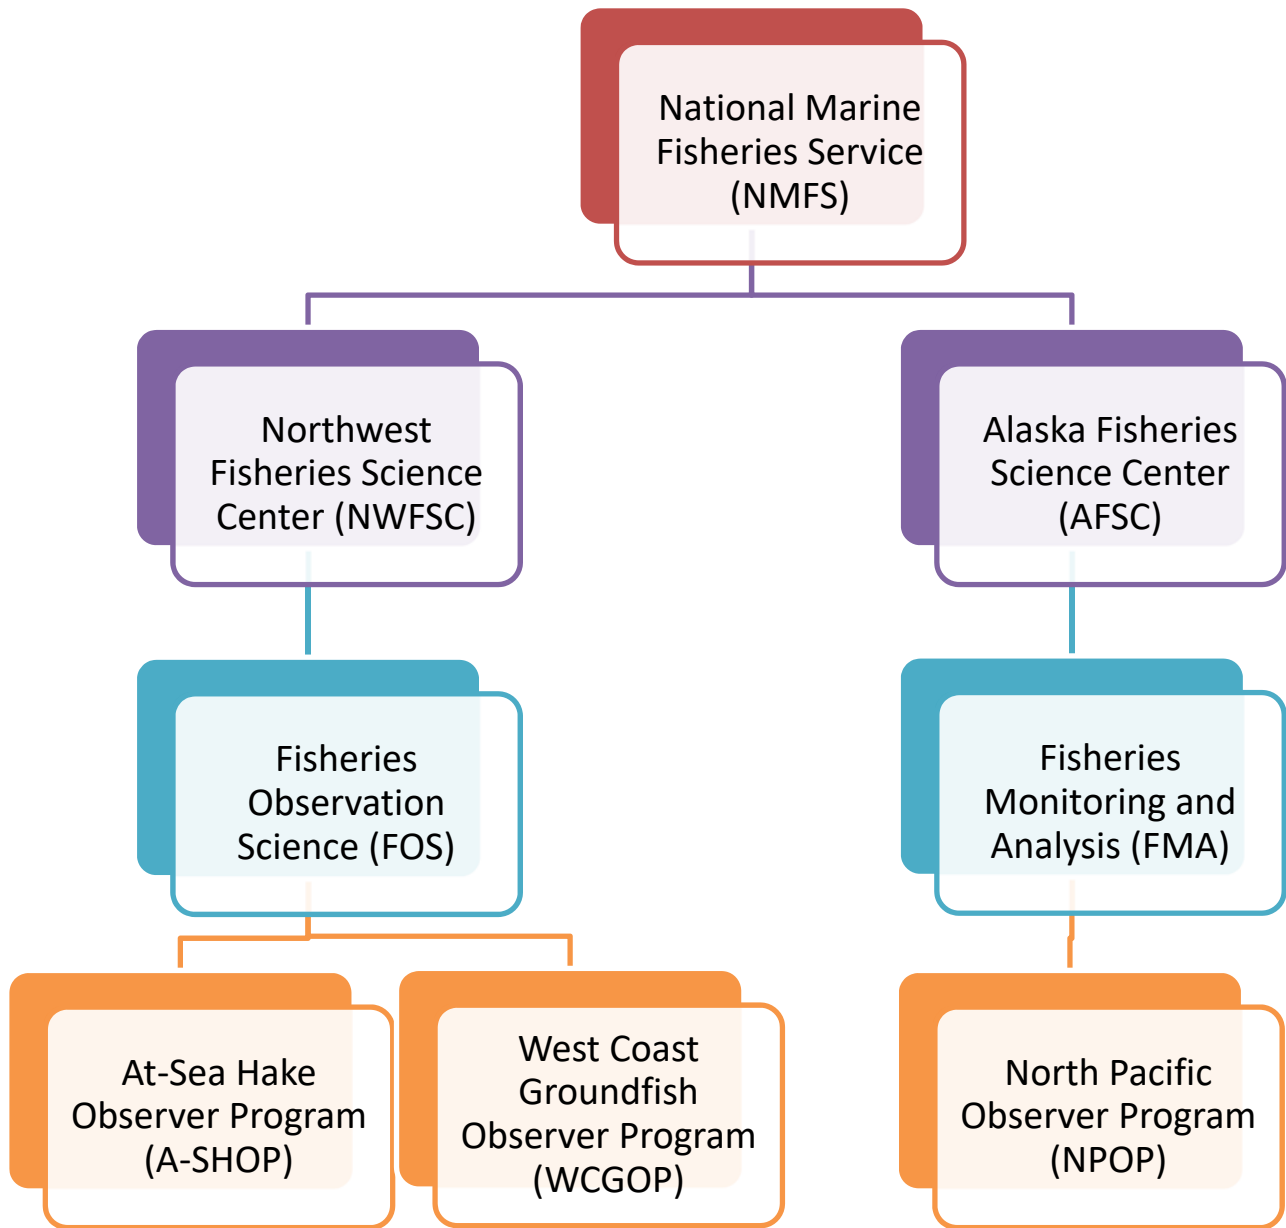 National Marine
Fisheries Service
(NMFS)
Northwest
Fisheries Science
Center (NWFSC)
Alaska Fisheries
Science Center
(AFSC)
Fisheries
Observation
Science (FOS)
Fisheries
Monitoring and
Analysis (FMA)
At-Sea Hake
Observer Program
(A-SHOP)
West Coast
Groundfish
Observer Program
(WCGOP)
North Pacific
Observer Program
(NPOP)